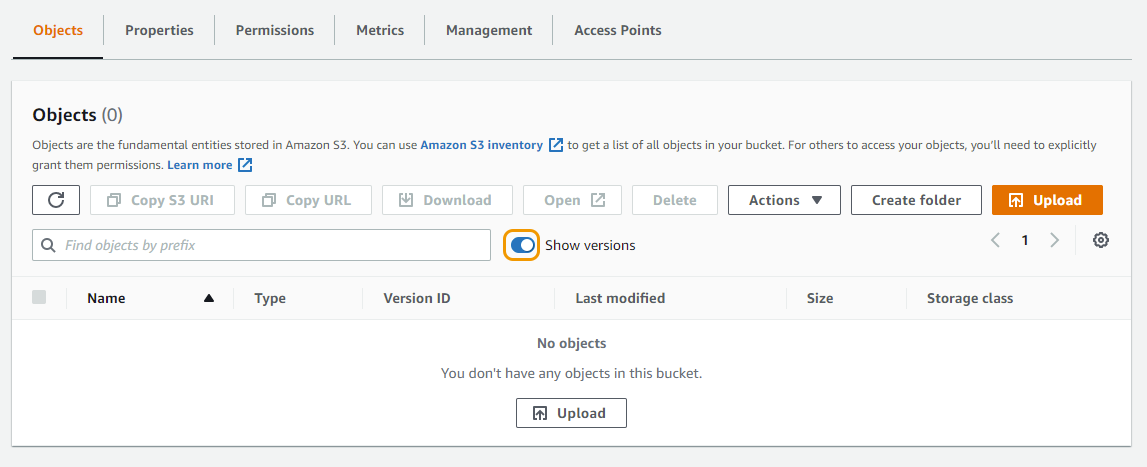 Objects Properties Permissions Metrics Management Access Points
Objects (0)
Objects are the fundamental entities stored in Amazon S3. You can use Amazon S3 inventory to get a list of all objects in your bucket. For others to access your objects, you'll need to explicitly
grant them permissions. Learn more
Copy S3 URI Copy URL Download Open Delete Actions Create folder Upload
Find objects by prefix Show versions 1
Name Type Version ID Last modified Size Storage class
No objects
You don't have any objects in this bucket.
Upload